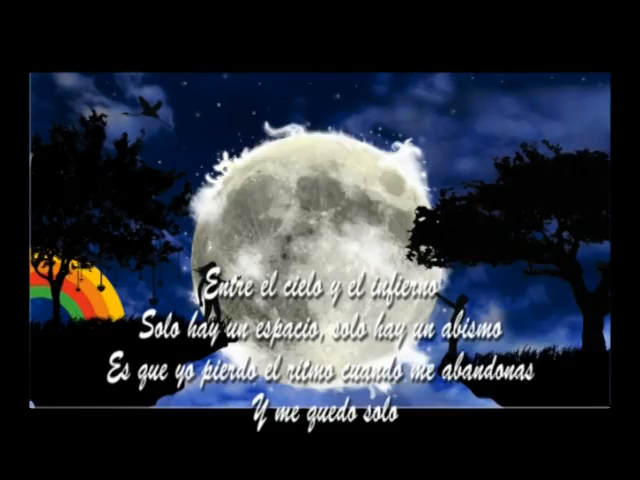 Entre el cielo y el infierno
Solo hay un espacio, solo hay un abismo
Es que yo pierdo el ritmo cuando me abandonas
Y me quedo solo